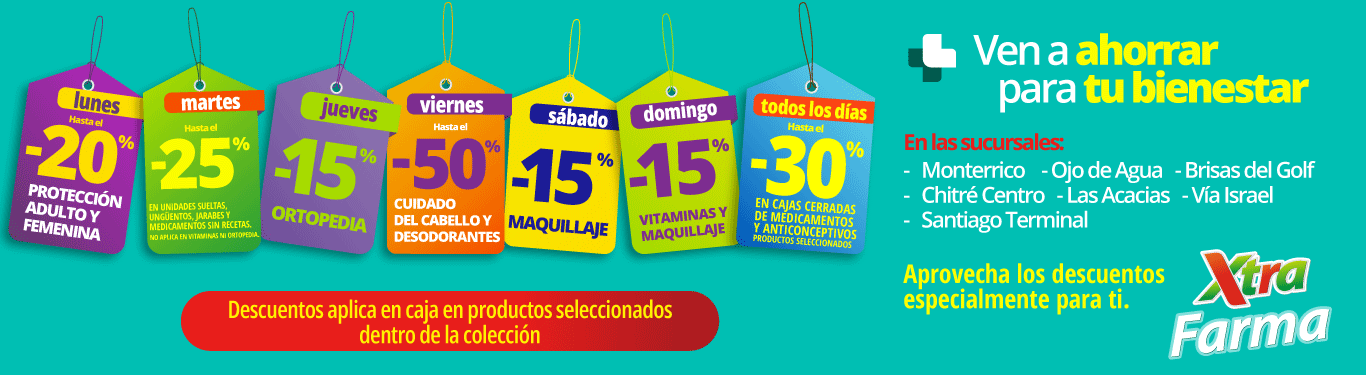 lunes
Hasta el
-20%
PROTECCIÓN
ADULTO Y
FEMENINA
martes
Hasta el
-25%
EN UNIDADES SUELTAS,
UNGÜENTOS, JARABES Y
MEDICAMENTOS SIN RECETAS.
NO APLICA EN VITAMINAS NI ORTOPEDIA.
jueves
-15%
ORTOPEDIA
viernes
Hasta el
-50%
CUIDADO
DEL CABELLO Y
DESODORANTES
sábado
-15%
MAQUILLAJE
domingo
-15%
VITAMINAS Y
MAQUILLAJE
todos los días
Hasta el
-30%
EN CAJAS CERRADAS
DE MEDICAMENTOS
Y ANTICONCEPTIVOS
PRODUCTOS SELECCIONADOS
Descuentos aplica en caja en productos seleccionados
dentro de la colección
Ven a ahorrar
para tu bienestar
En las sucursales:
- Monterrico - Ojo de Agua - Brisas del Golf
- Chitré Centro - Las Acacias - Vía Israel
- Santiago Terminal
Aprovecha los descuentos
especialmente para ti.
Xtra
Farma